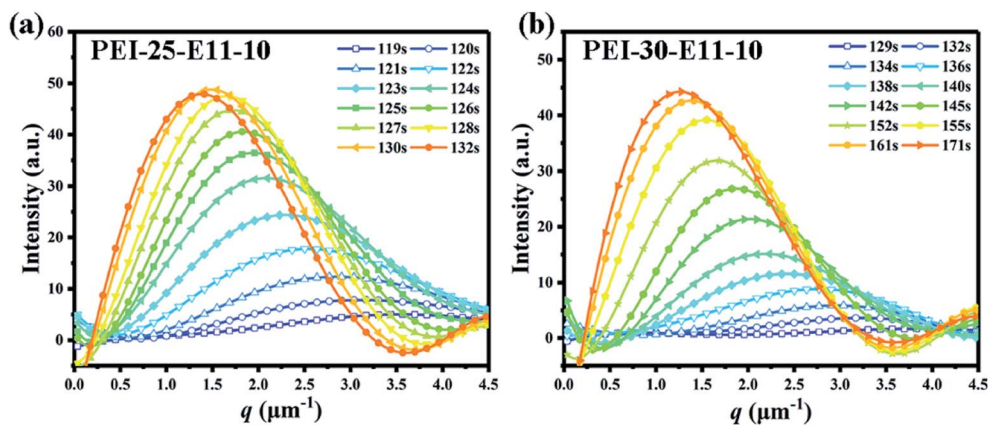 (a)
PEI-25-E11-10
119s 120s
121s 122s
123s 124s
125s 126s
127s 128s
130s 132s
Intensity (a.u.)
60
50
40
30
20
10
0
0.0 0.5 1.0 1.5 2.0 2.5 3.0 3.5 4.0 4.5
q (μm⁻¹)
(b)
PEI-30-E11-10
129s 132s
134s 136s
138s 140s
142s 145s
152s 155s
161s 171s
Intensity (a.u.)
50
40
30
20
10
0
0.0 0.5 1.0 1.5 2.0 2.5 3.0 3.5 4.0 4.5
q (μm⁻¹)